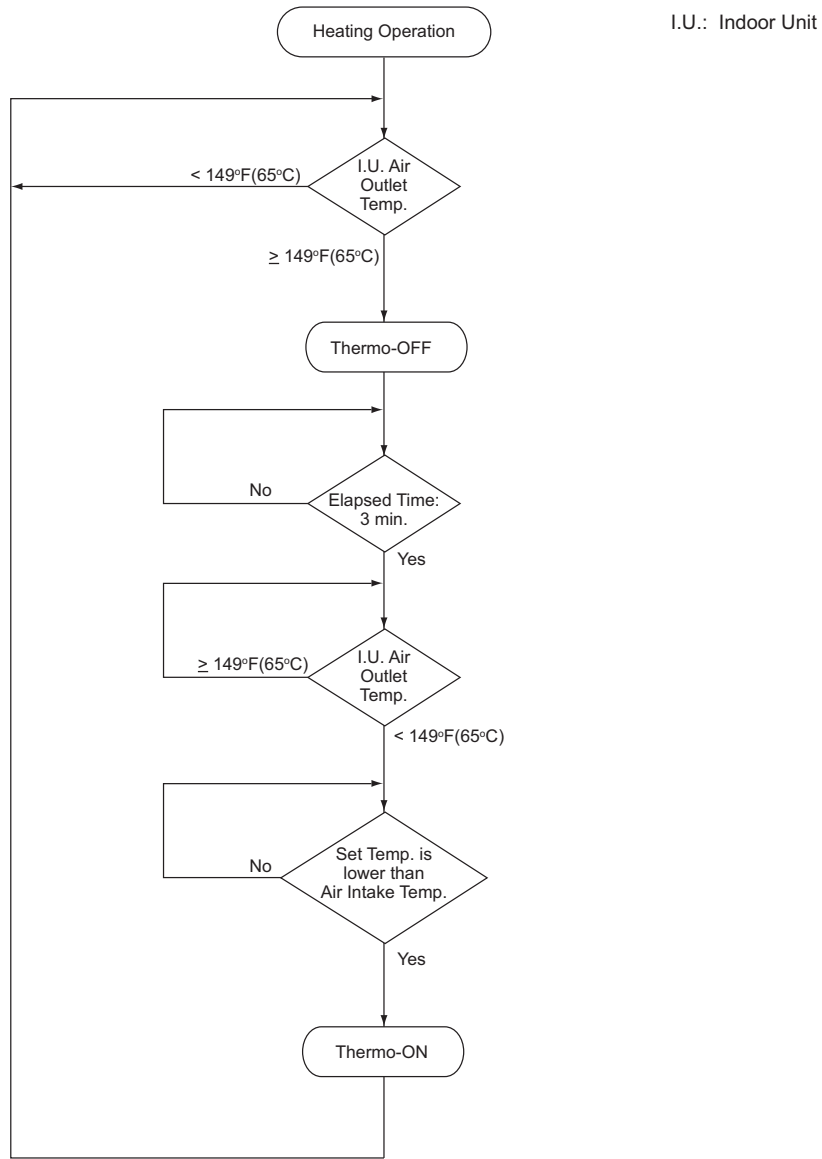 Heating Operation
I.U.: Indoor Unit
I.U. Air
Outlet
Temp.
< 149°F(65°C)
≥ 149°F(65°C)
Thermo-OFF
No
Elapsed Time:
3 min.
Yes
I.U. Air
Outlet
Temp.
≥ 149°F(65°C)
< 149°F(65°C)
No
Set Temp. is
lower than
Air Intake Temp.
Yes
Thermo-ON